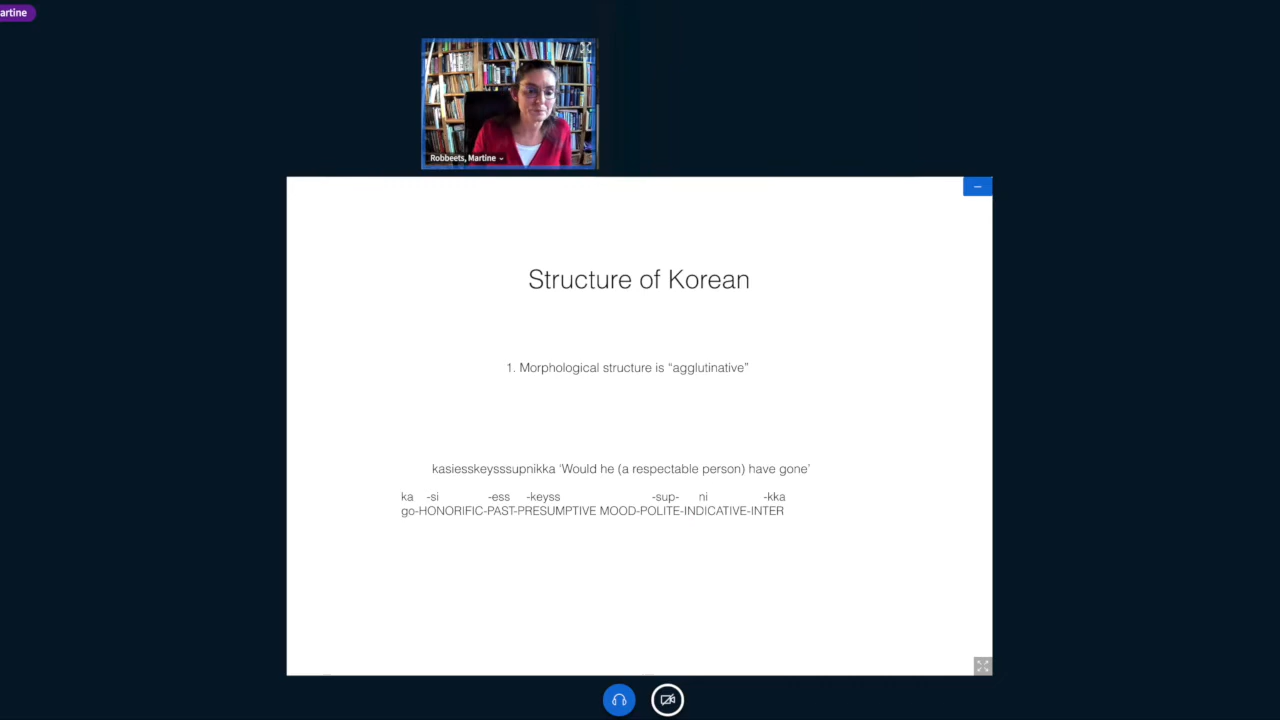 artine
Robbeets, Martine
Structure of Korean
1. Morphological structure is “agglutinative”
kasiesskeysssupnikka ‘Would he (a respectable person) have gone’
ka -si -ess -keyss -sup- ni -kka
go-HONORIFIC-PAST-PRESUMPTIVE MOOD-POLITE-INDICATIVE-INTER